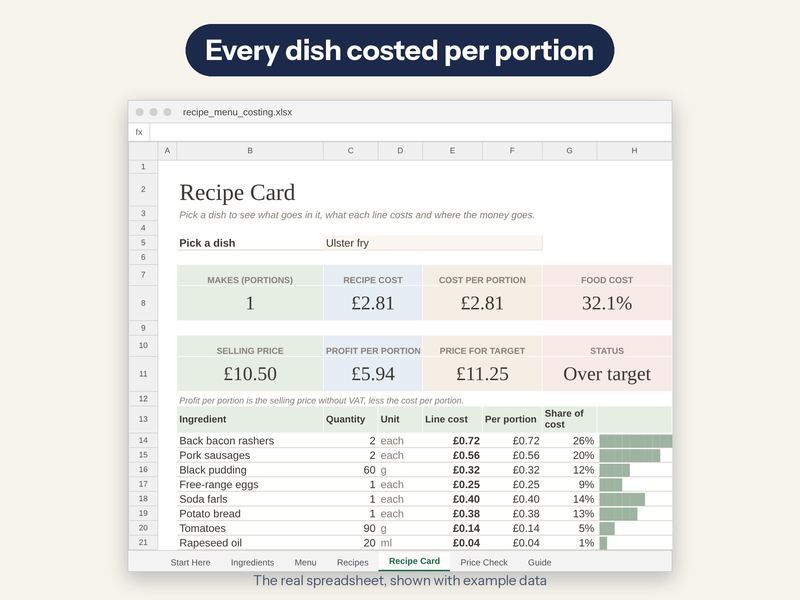 Every dish costed per portion
recipe_menu_costing.xlsx
fx
A B C D E F G H
1
2 Recipe Card
3 Pick a dish to see what goes in it, what each line costs and where the money goes.
4
5 Pick a dish Ulster fry
6
7 MAKES (PORTIONS) RECIPE COST COST PER PORTION FOOD COST
8 1 £2.81 £2.81 32.1%
9
10 SELLING PRICE PROFIT PER PORTION PRICE FOR TARGET STATUS
11 £10.50 £5.94 £11.25 Over target
12 Profit per portion is the selling price without VAT, less the cost per portion.
13 Ingredient Quantity Unit Line cost Per portion Share of cost
14 Back bacon rashers 2 each £0.72 £0.72 26%
15 Pork sausages 2 each £0.56 £0.56 20%
16 Black pudding 60 g £0.32 £0.32 12%
17 Free-range eggs 1 each £0.25 £0.25 9%
18 Soda farls 1 each £0.40 £0.40 14%
19 Potato bread 1 each £0.38 £0.38 13%
20 Tomatoes 90 g £0.14 £0.14 5%
21 Rapeseed oil 20 ml £0.04 £0.04 1%
Start Here Ingredients Menu Recipes Recipe Card Price Check Guide
The real spreadsheet, shown with example data